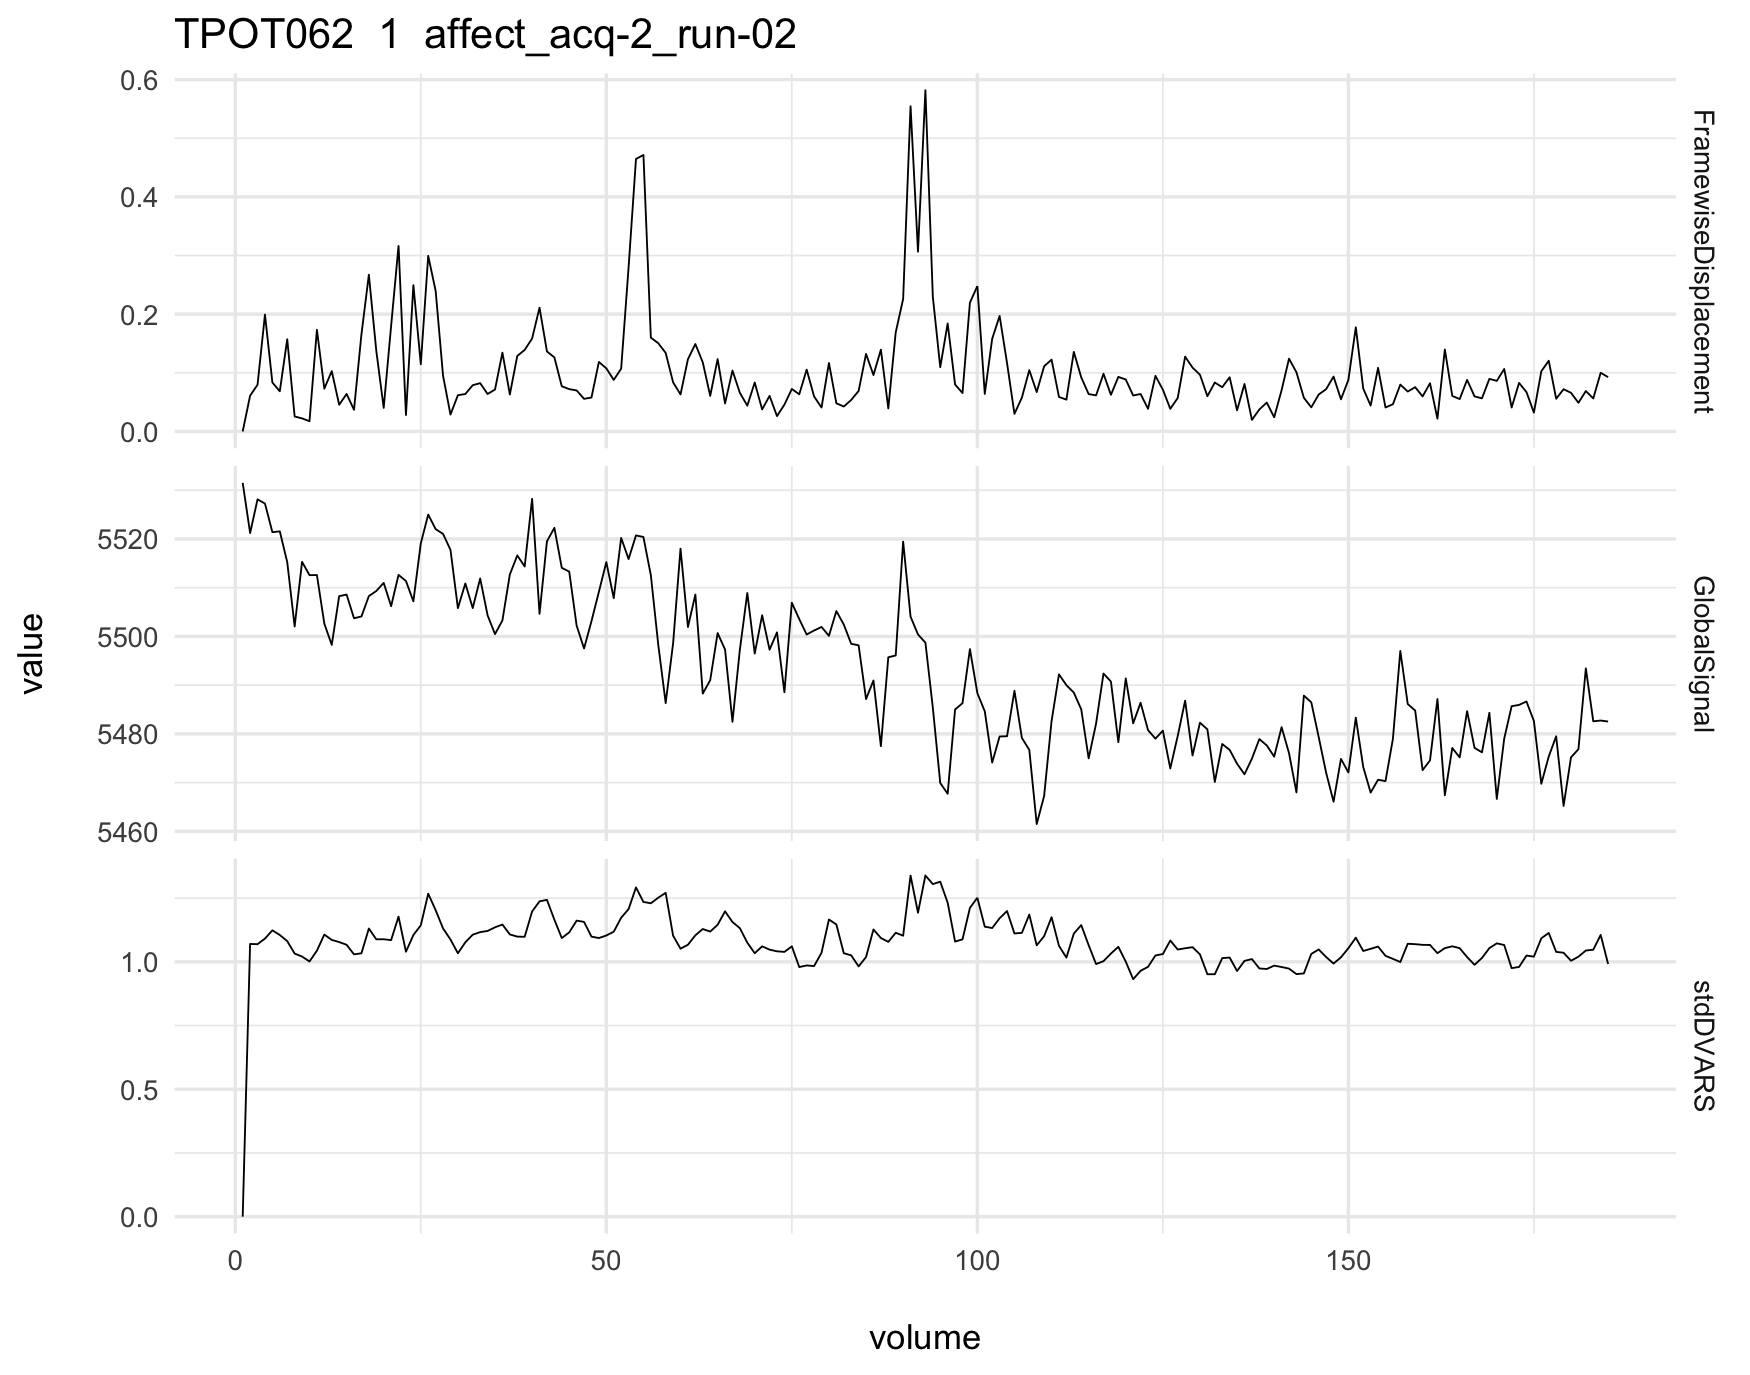 TPOT062 1 affect_acq-2_run-02
value
0.6
0.4
0.2
0.0
FramewiseDisplacement
5520
5500
5480
5460
GlobalSignal
1.0
0.5
0.0
stdDVARS
0 50 100 150
volume